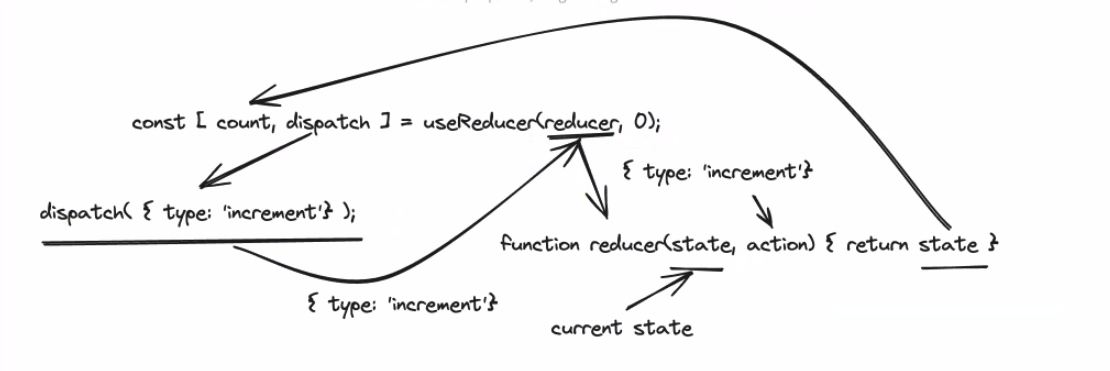 const [ count, dispatch ] = useReducer(reducer, 0);
{ type: 'increment'}
dispatch( { type: 'increment'} );
function reducer(state, action) { return state }
{ type: 'increment'}
current state